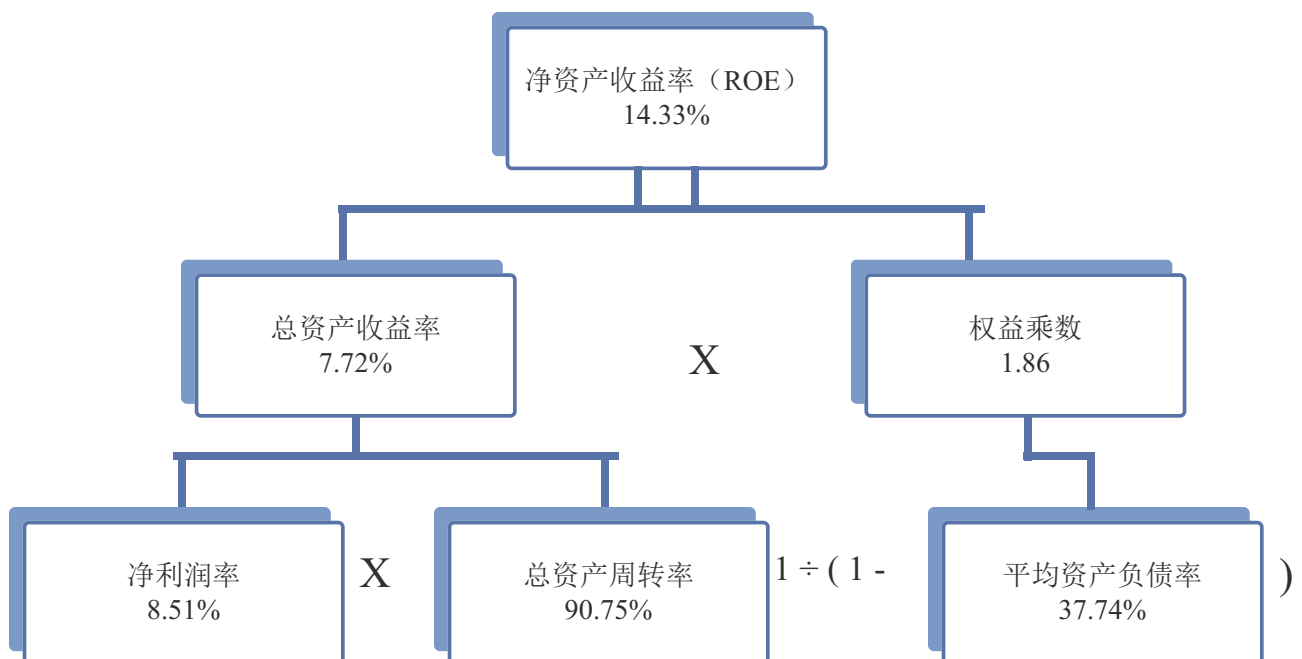 净资产收益率（ROE）
14.33%
总资产收益率
7.72%
X
权益乘数
1.86
净利润率
8.51%
X
总资产周转率
90.75%
1 ÷ ( 1 -
平均资产负债率
37.74%
)